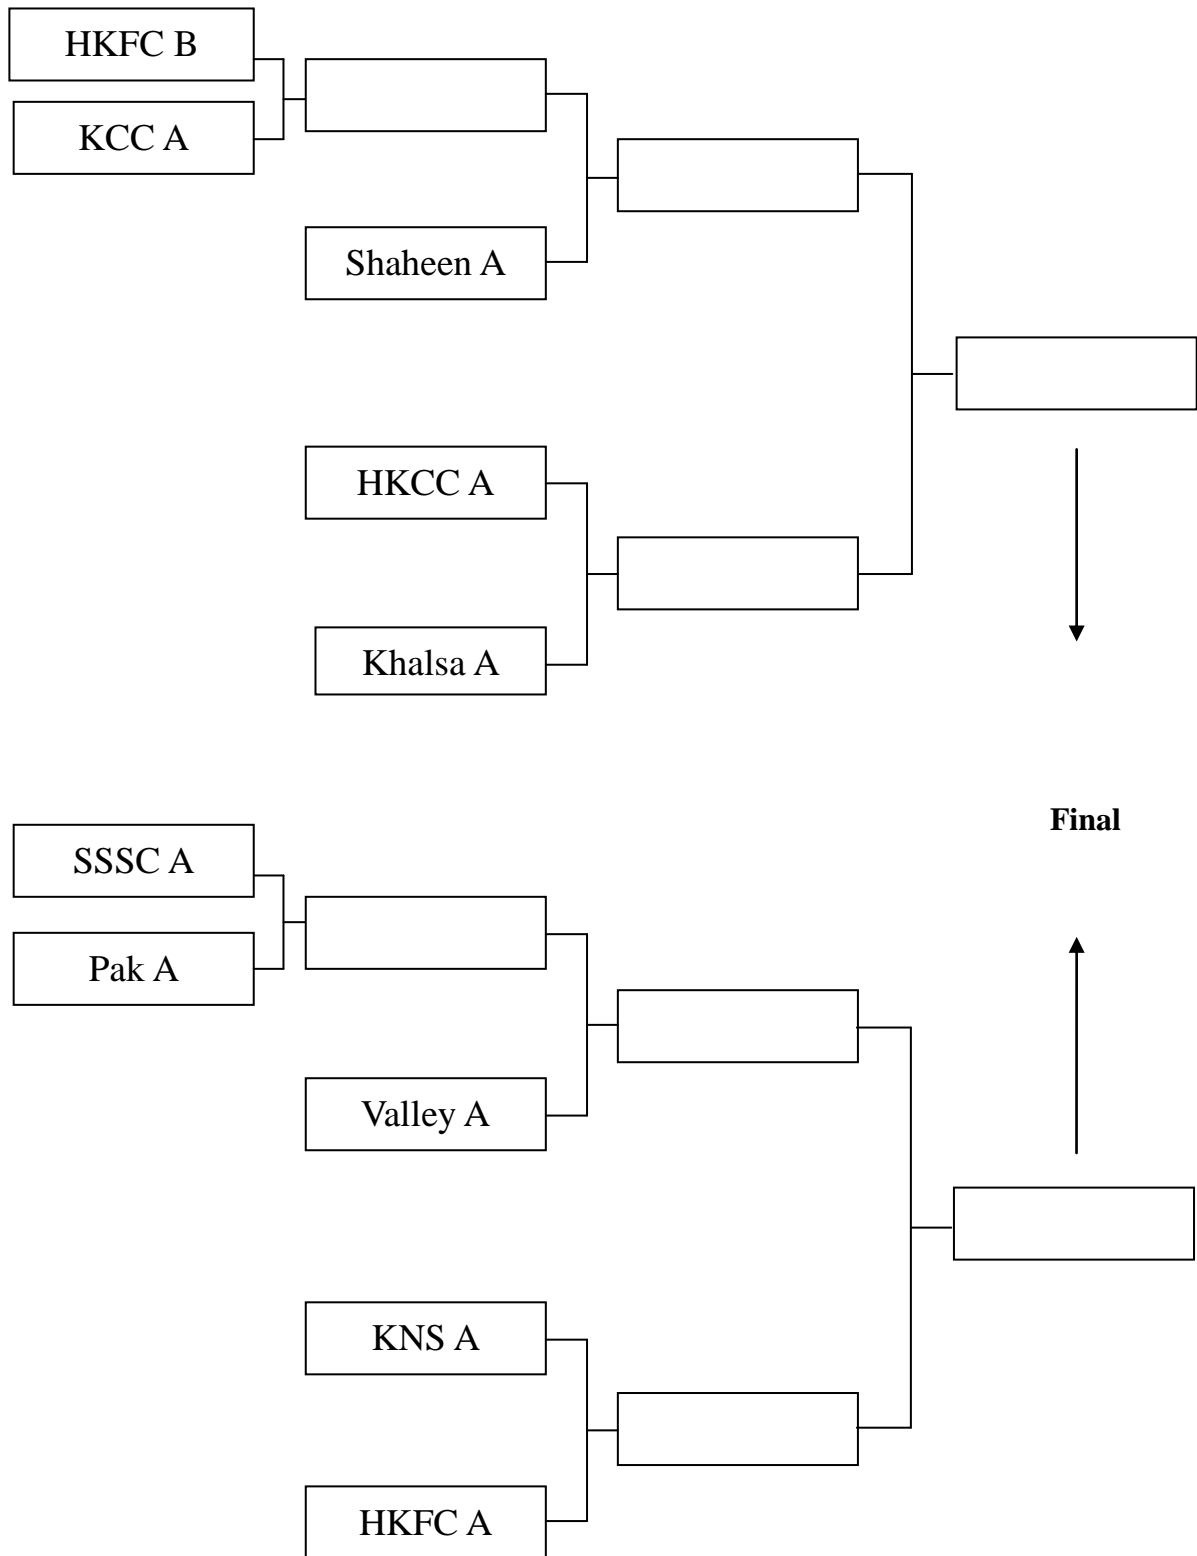 HKFC B
KCC A
Shaheen A
HKCC A
Khalsa A
Final
SSSC A
Pak A
Valley A
KNS A
HKFC A